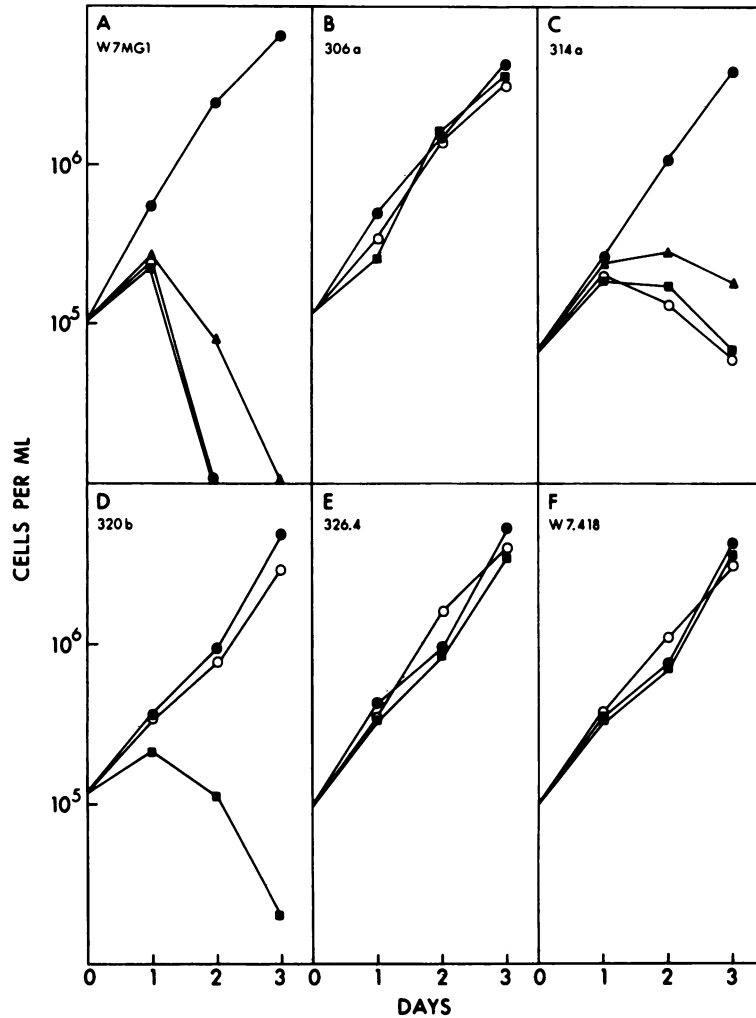 A
W7MG1
B
306a
C
314a
10⁶
10⁵
CELLS PER ML
D
320b
E
326.4
F
W7.418
10⁶
10⁵
0 1 2 3 0 1 2 3 0 1 2 3
DAYS